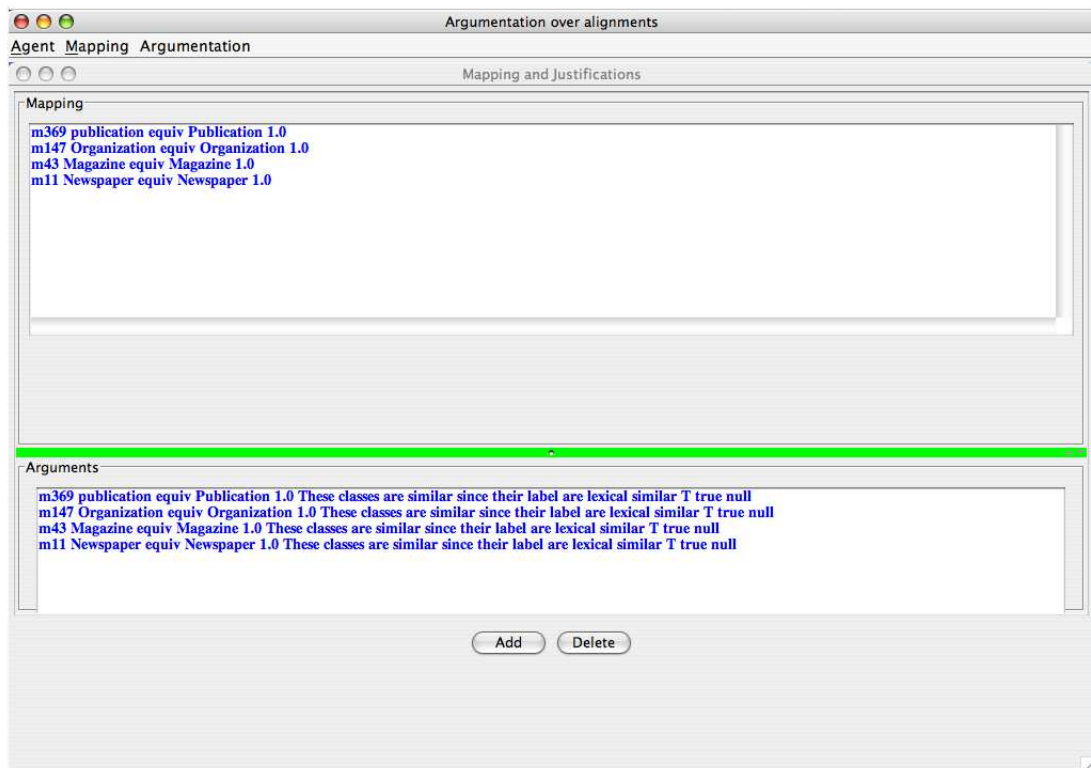 Argumentation over alignments
Agent Mapping Argumentation
Mapping and Justifications
Mapping
m369 publication equiv Publication 1.0
m147 Organization equiv Organization 1.0
m43 Magazine equiv Magazine 1.0
m11 Newspaper equiv Newspaper 1.0
Arguments
m369 publication equiv Publication 1.0 These classes are similar since their label are lexical similar T true null
m147 Organization equiv Organization 1.0 These classes are similar since their label are lexical similar T true null
m43 Magazine equiv Magazine 1.0 These classes are similar since their label are lexical similar T true null
m11 Newspaper equiv Newspaper 1.0 These classes are similar since their label are lexical similar T true null
Add Delete